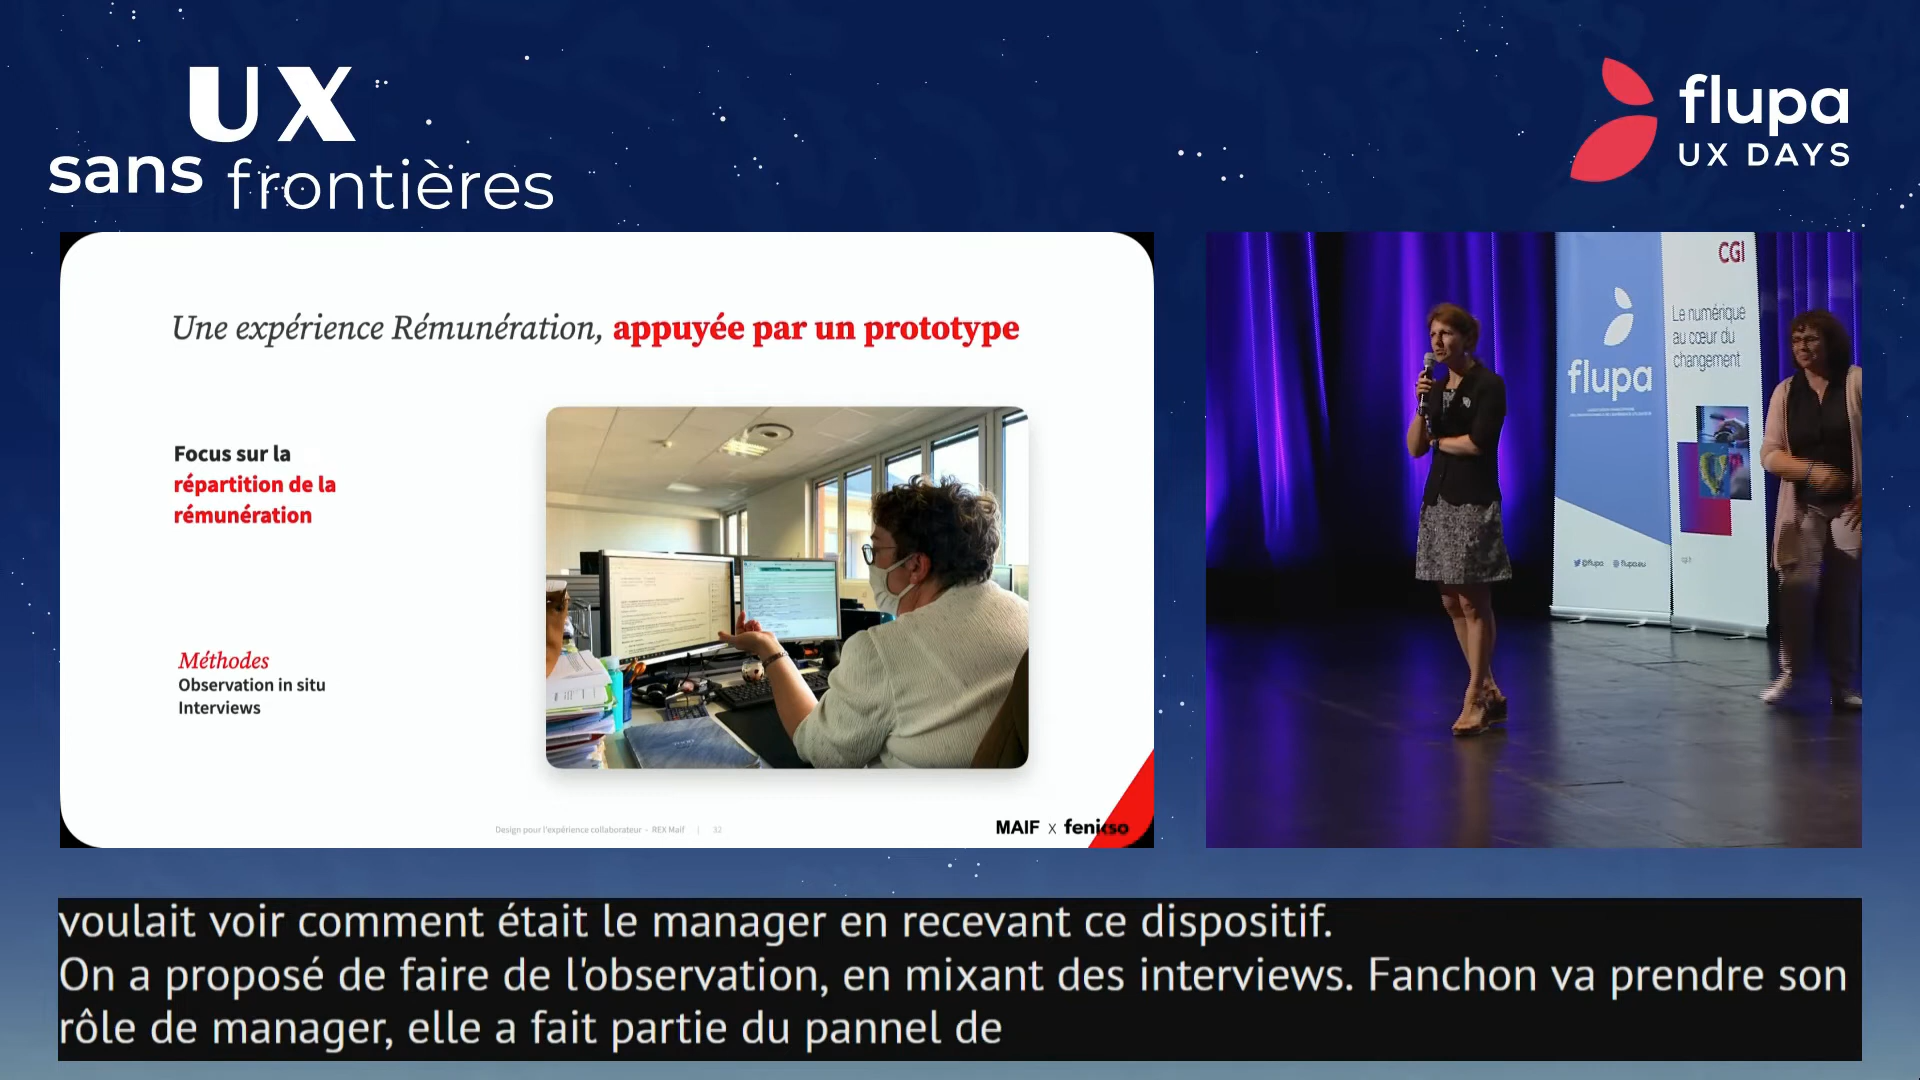 UX
sans frontières
flupa
UX DAYS
Une expérience Rémunération, appuyée par un prototype
Focus sur la
répartition de la
rémunération
Méthodes
Observation in situ
Interviews
Design pour l'expérience collaborateur - REX Maif | 32
MAIF x fenixso
CGI
Le numérique
au cœur du
changement
flupa
@flupa flupa.eu
voulait voir comment était le manager en recevant ce dispositif.
On a proposé de faire de l'observation, en mixant des interviews. Fanchon va prendre son
rôle de manager, elle a fait partie du pannel de